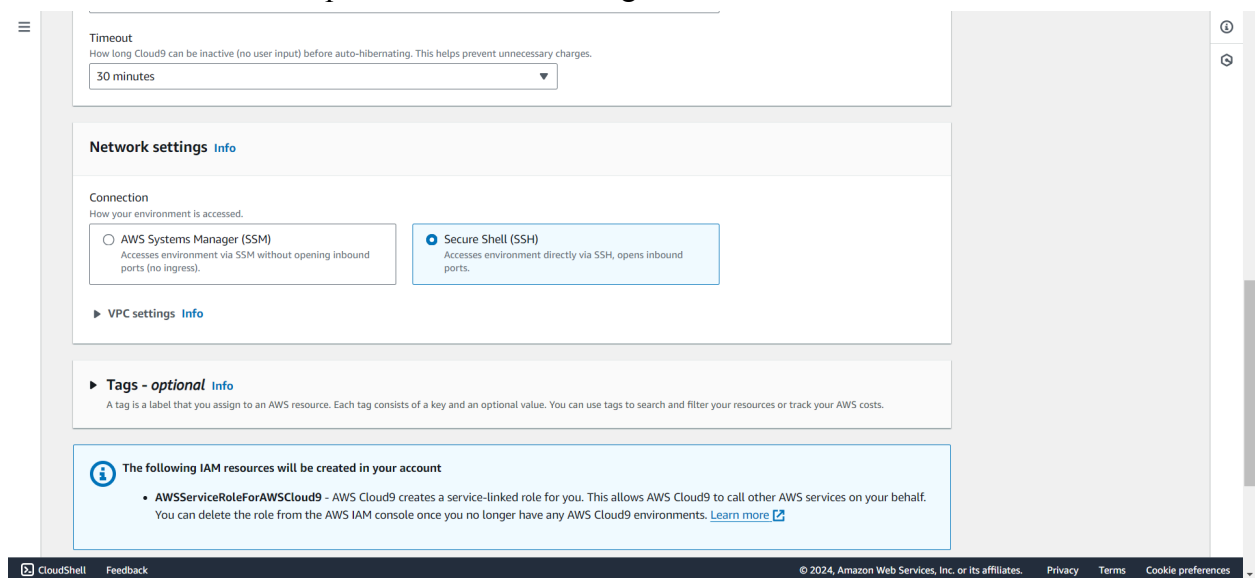 Timeout
How long Cloud9 can be inactive (no user input) before auto-hibernating. This helps prevent unnecessary charges.
30 minutes
Network settings Info
Connection
How your environment is accessed.
AWS Systems Manager (SSM)
Accesses environment via SSM without opening inbound
ports (no ingress).
Secure Shell (SSH)
Accesses environment directly via SSH, opens inbound
ports.
VPC settings Info
Tags - optional Info
A tag is a label that you assign to an AWS resource. Each tag consists of a key and an optional value. You can use tags to search and filter your resources or track your AWS costs.
The following IAM resources will be created in your account
• AWSServiceRoleForAWSCloud9 - AWS Cloud9 creates a service-linked role for you. This allows AWS Cloud9 to call other AWS services on your behalf.
You can delete the role from the AWS IAM console once you no longer have any AWS Cloud9 environments. Learn more
CloudShell Feedback © 2024, Amazon Web Services, Inc. or its affiliates. Privacy Terms Cookie preferences